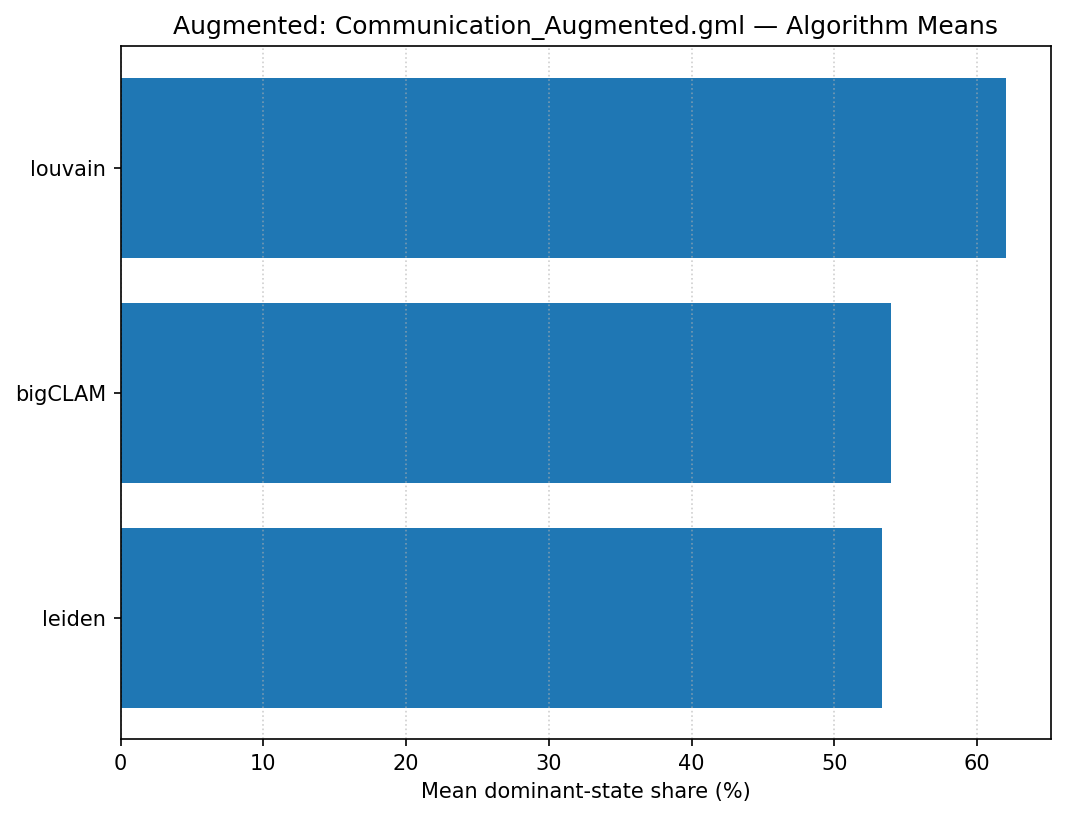 Augmented: Communication_Augmented.gml — Algorithm Means
louvain
bigCLAM
leiden
0 10 20 30 40 50 60
Mean dominant-state share (%)